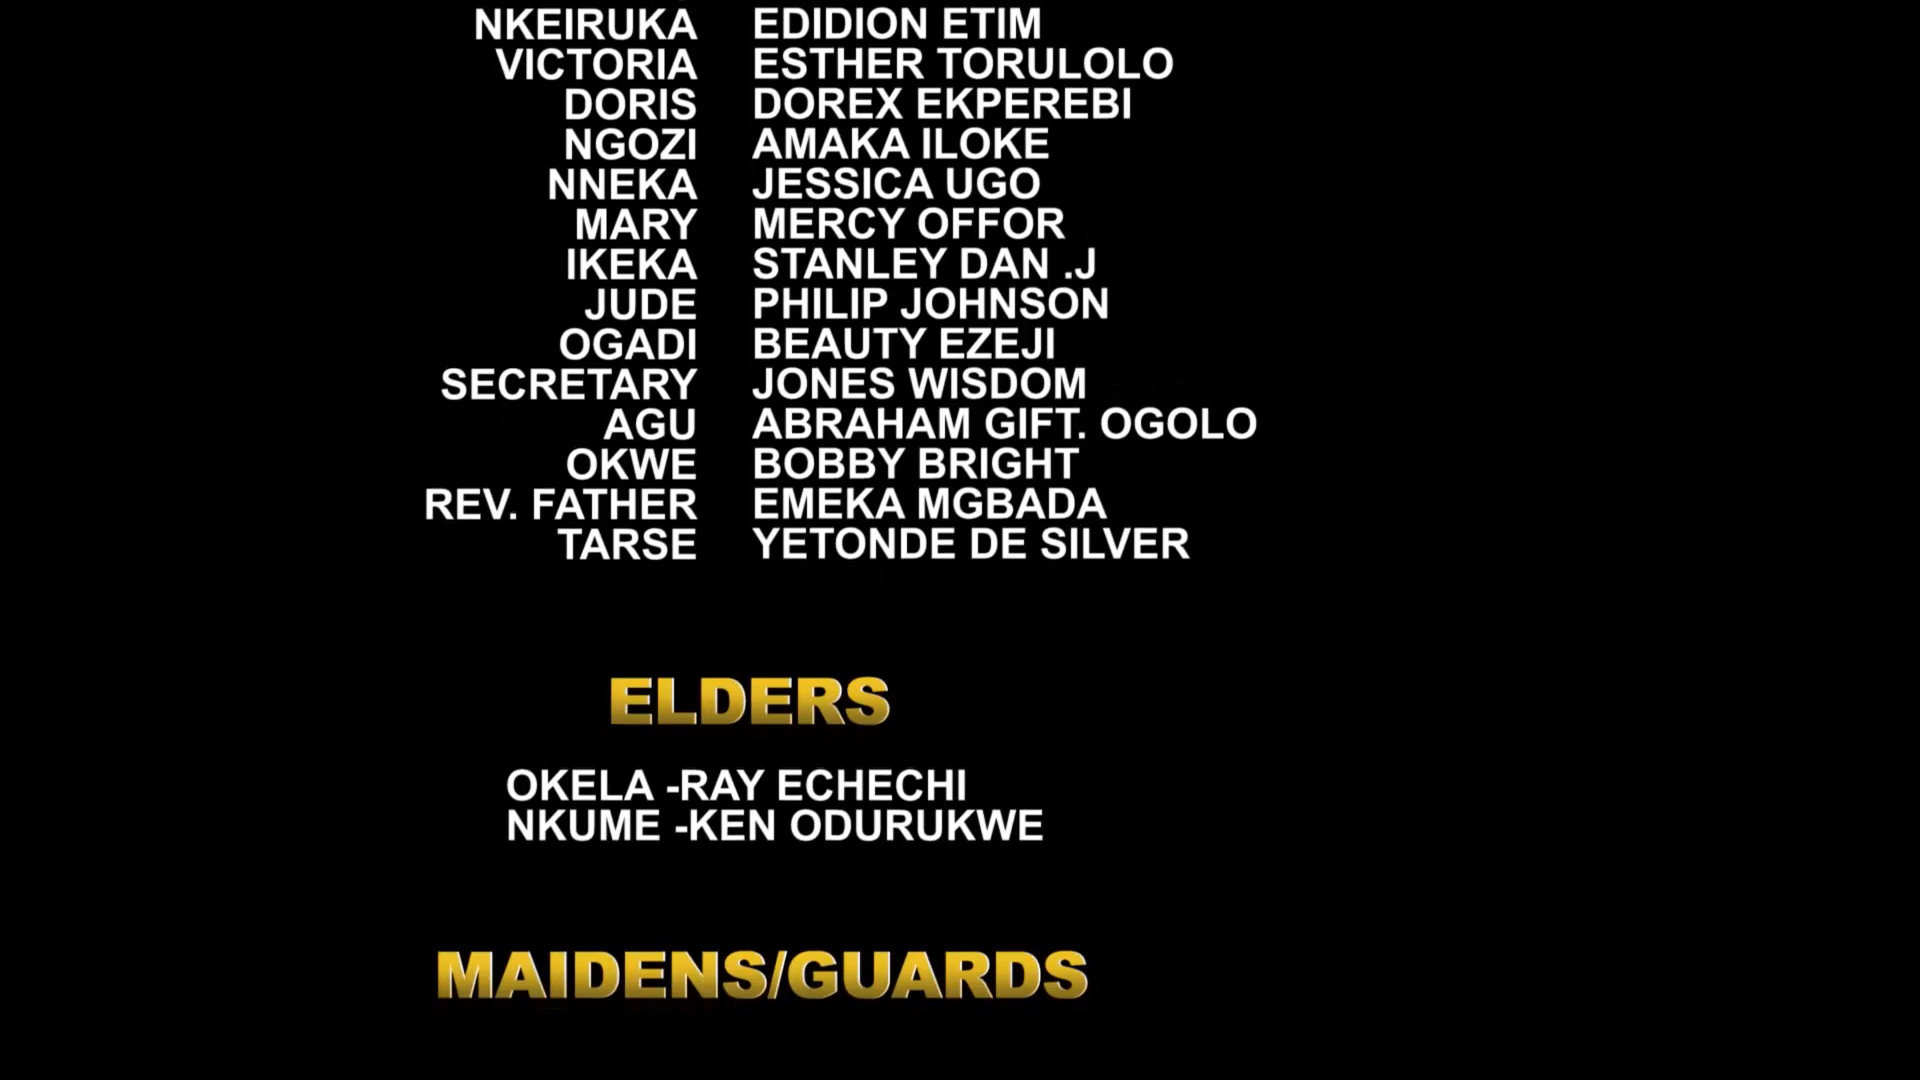 NKEIRUKA EDIDION ETIM
VICTORIA ESTHER TORULOLO
DORIS DOREX EKPEREBI
NGOZI AMAKA ILOKE
NNEKA JESSICA UGO
MARY MERCY OFFOR
IKEKA STANLEY DAN .J
JUDE PHILIP JOHNSON
OGADI BEAUTY EZEJI
SECRETARY JONES WISDOM
AGU ABRAHAM GIFT. OGOLO
OKWE BOBBY BRIGHT
REV. FATHER EMEKA MGBADA
TARSE YETONDE DE SILVER
ELDERS
OKELA -RAY ECHECHI
NKUME -KEN ODURUKWE
MAIDENS/GUARDS